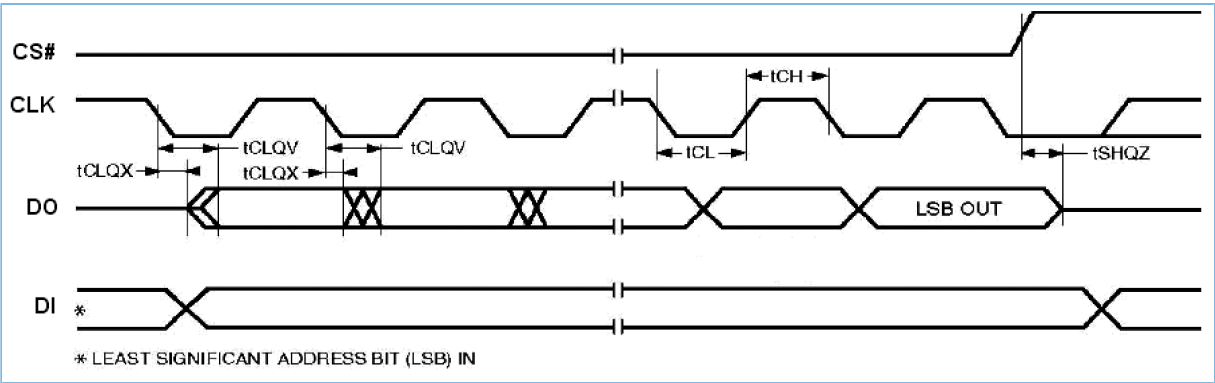 CS#
tCH
CLK
tCLQV
tCLQV
tCL
tSHQZ
tCLQX
tCLQX
DO
LSB OUT
DI
*
* LEAST SIGNIFICANT ADDRESS BIT (LSB) IN